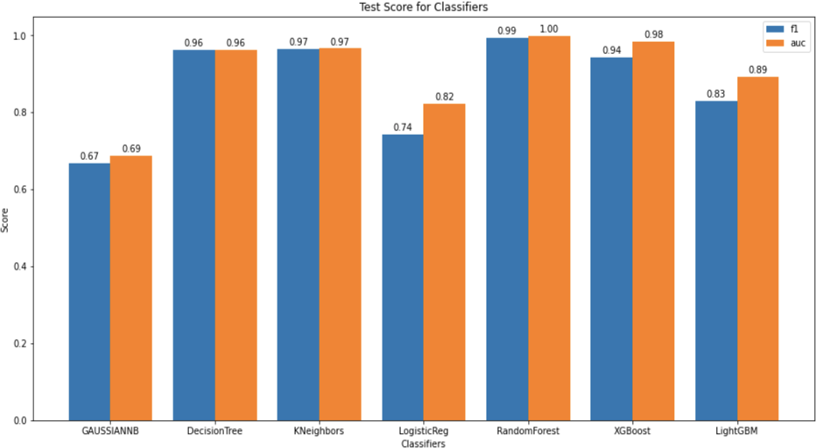 Test Score for Classifiers
f1
auc
1.0
0.8
0.6
0.4
0.2
0.0
Score
0.67 0.69
0.96 0.96
0.97 0.97
0.74 0.82
0.99 1.00
0.94 0.98
0.83 0.89
GAUSSIANNB DecisionTree KNeighbors LogisticReg RandomForest XGBoost LightGBM
Classifiers